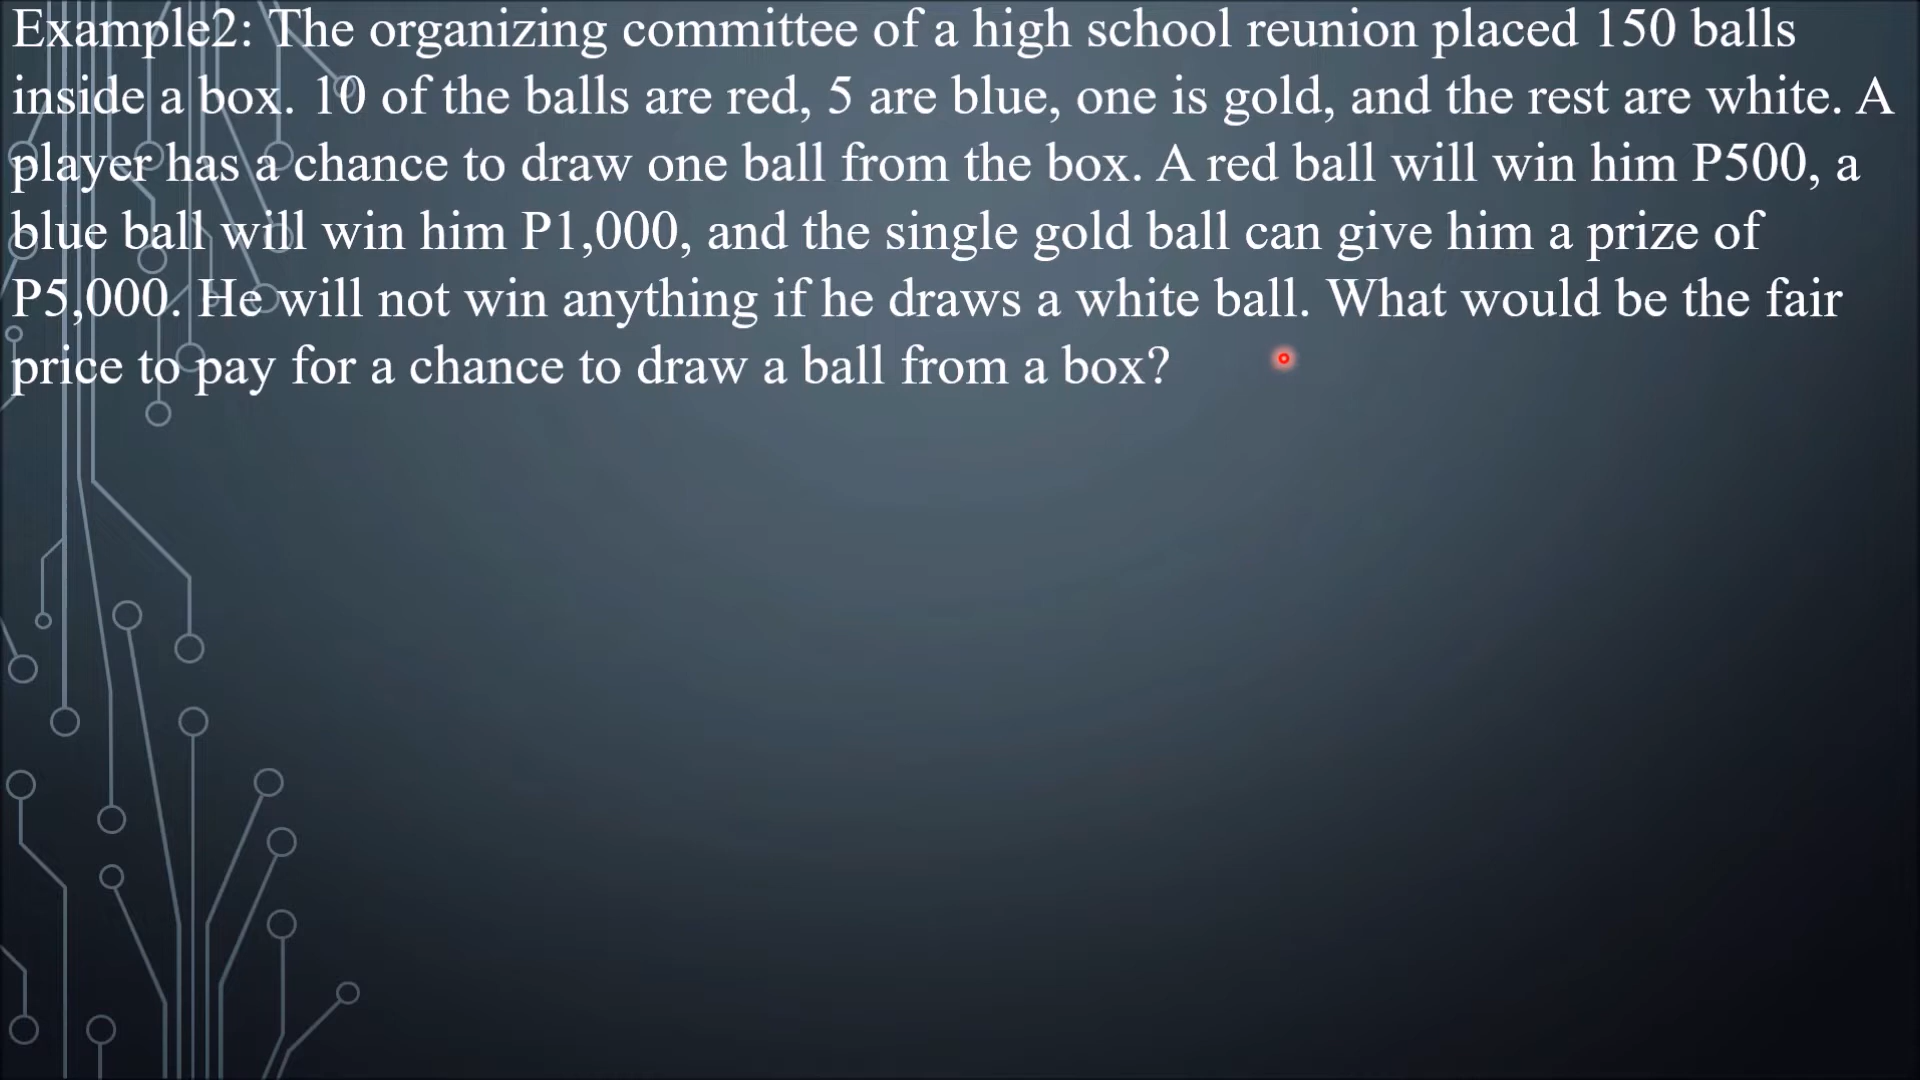 Example2: The organizing committee of a high school reunion placed 150 balls
inside a box. 10 of the balls are red, 5 are blue, one is gold, and the rest are white. A
player has a chance to draw one ball from the box. A red ball will win him P500, a
blue ball will win him P1,000, and the single gold ball can give him a prize of
P5,000. He will not win anything if he draws a white ball. What would be the fair
price to pay for a chance to draw a ball from a box?